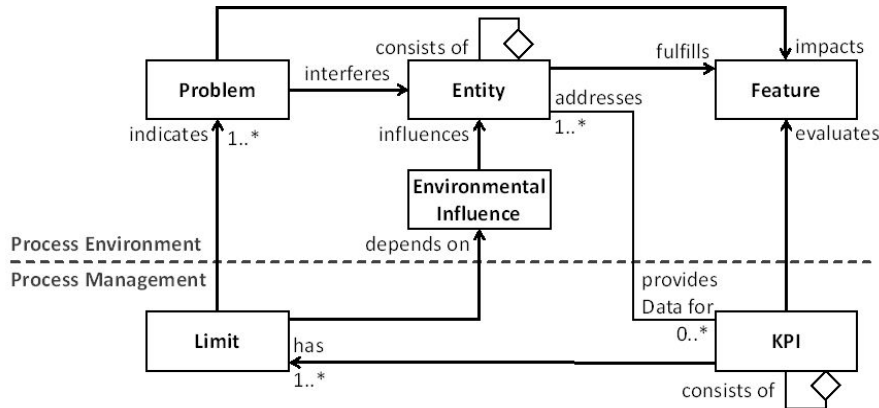 consists of
fulfills
impacts
interferes
Problem
Entity
Feature
addresses
indicates
1..*
influences
1..*
evaluates
Environmental
Influence
Process Environment
depends on
Process Management
provides
Data for
Limit
has
0..*
KPI
1..*
consists of